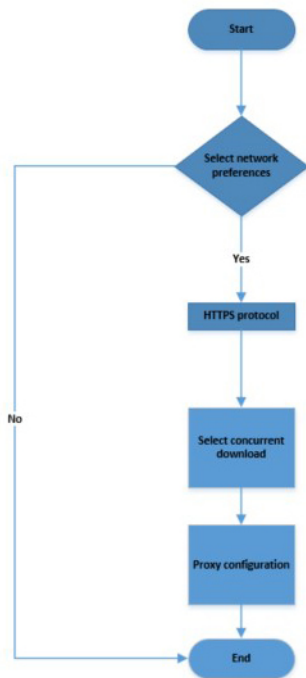 Start
Select network
preferences
Yes
HTTPS protocol
No
Select concurrent
download
Proxy configuration
End